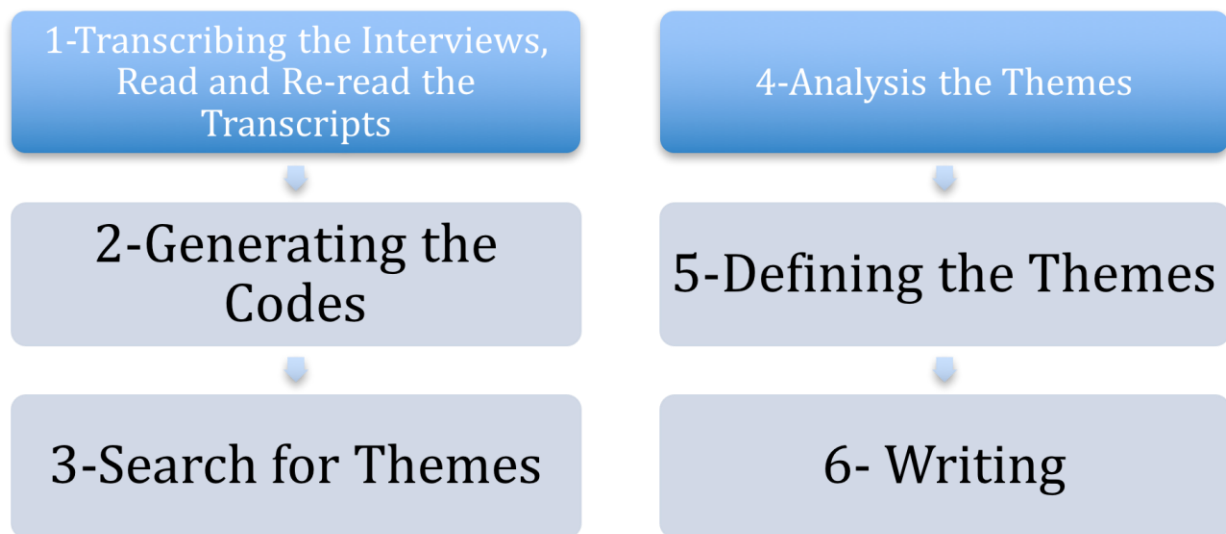 1-Transcribing the Interviews,
Read and Re-read the
Transcripts
2-Generating the
Codes
3-Search for Themes
4-Analysis the Themes
5-Defining the Themes
6- Writing